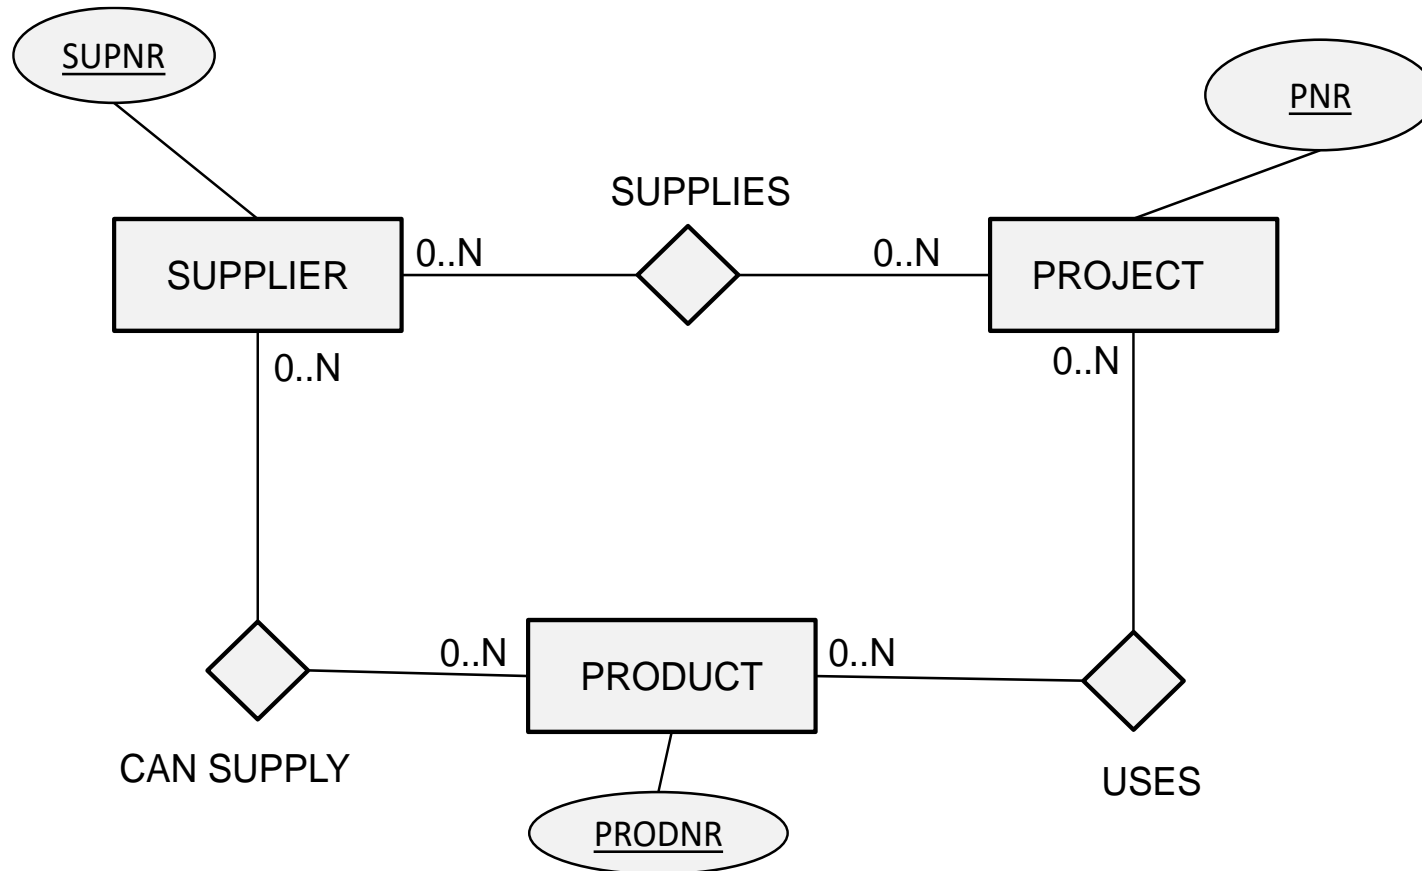 SUPNR
PNR
SUPPLIES
0..N
0..N
SUPPLIER
PROJECT
0..N
0..N
0..N
0..N
PRODUCT
CAN SUPPLY
USES
PRODNR